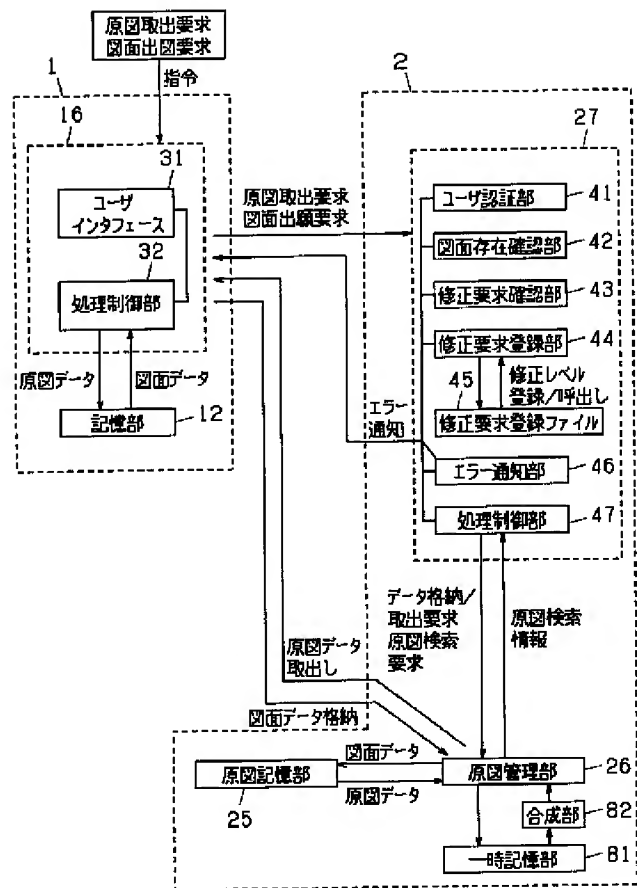 原図取出要求
図面出図要求
指令
1
16
31
ユーザ
インタフェース
32
処理制御部
原図データ
図面データ
記憶部
12
原図取出要求
図面出願要求
エラー
通知
2
27
ユーザ認証部
41
図面存在確認部
42
修正要求確認部
43
修正要求登録部
44
45
修正レベル
登録/呼出し
修正要求登録ファイル
エラー通知部
46
処理制御部
47
データ格納/
取出要求
原図検索
要求
原図検索
情報
原図データ
取出し
図面データ格納
原図記憶部
25
図面データ
原図データ
原図管理部
26
合成部
82
一時記憶部
81